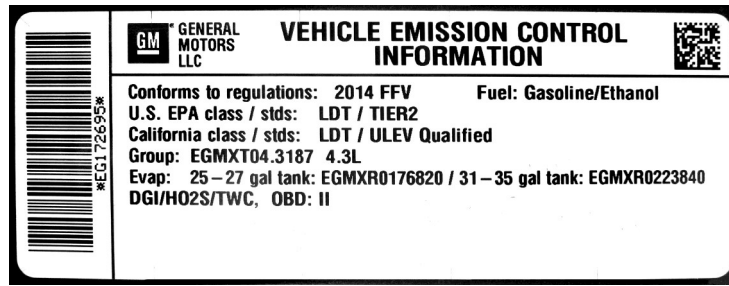 *EG172695*
GM GENERAL MOTORS LLC
VEHICLE EMISSION CONTROL
INFORMATION
Conforms to regulations: 2014 FFV Fuel: Gasoline/Ethanol
U.S. EPA class / stds: LDT / TIER2
California class / stds: LDT / ULEV Qualified
Group: EGMXT04.3187 4.3L
Evap: 25–27 gal tank: EGMXR0176820 / 31–35 gal tank: EGMXR0223840
DGI/HO2S/TWC, OBD: II